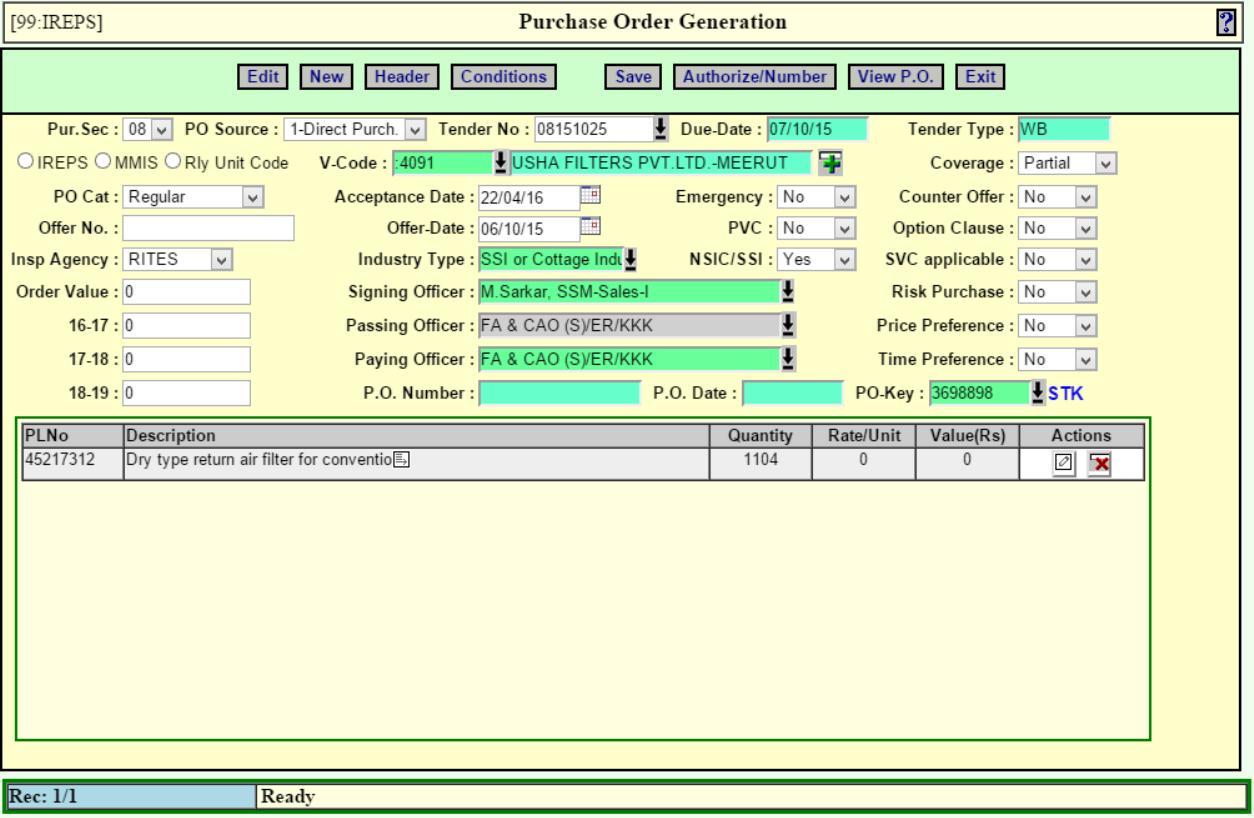 [99:IREPS] Purchase Order Generation ?
Edit New Header Conditions Save Authorize/Number View P.O. Exit
Pur.Sec : 08 PO Source : 1-Direct Purch. Tender No : 08151025 Due-Date : 07/10/15 Tender Type : WB
IREPS MMIS Rly Unit Code V-Code : :4091 USHA FILTERS PVT.LTD.-MEERUT Coverage : Partial
PO Cat : Regular Acceptance Date : 22/04/16 Emergency : No Counter Offer : No
Offer No. : Offer-Date : 06/10/15 PVC : No Option Clause : No
Insp Agency : RITES Industry Type : SSI or Cottage Indu NSIC/SSI : Yes SVC applicable : No
Order Value : 0 Signing Officer : M.Sarkar, SSM-Sales-I Risk Purchase : No
16-17 : 0 Passing Officer : FA & CAO (S)/ER/KKK Price Preference : No
17-18 : 0 Paying Officer : FA & CAO (S)/ER/KKK Time Preference : No
18-19 : 0 P.O. Number : P.O. Date : PO-Key : 3698898 STK
PLNo Description Quantity Rate/Unit Value(Rs) Actions
45217312 Dry type return air filter for conventio 1104 0 0
Rec: 1/1 Ready